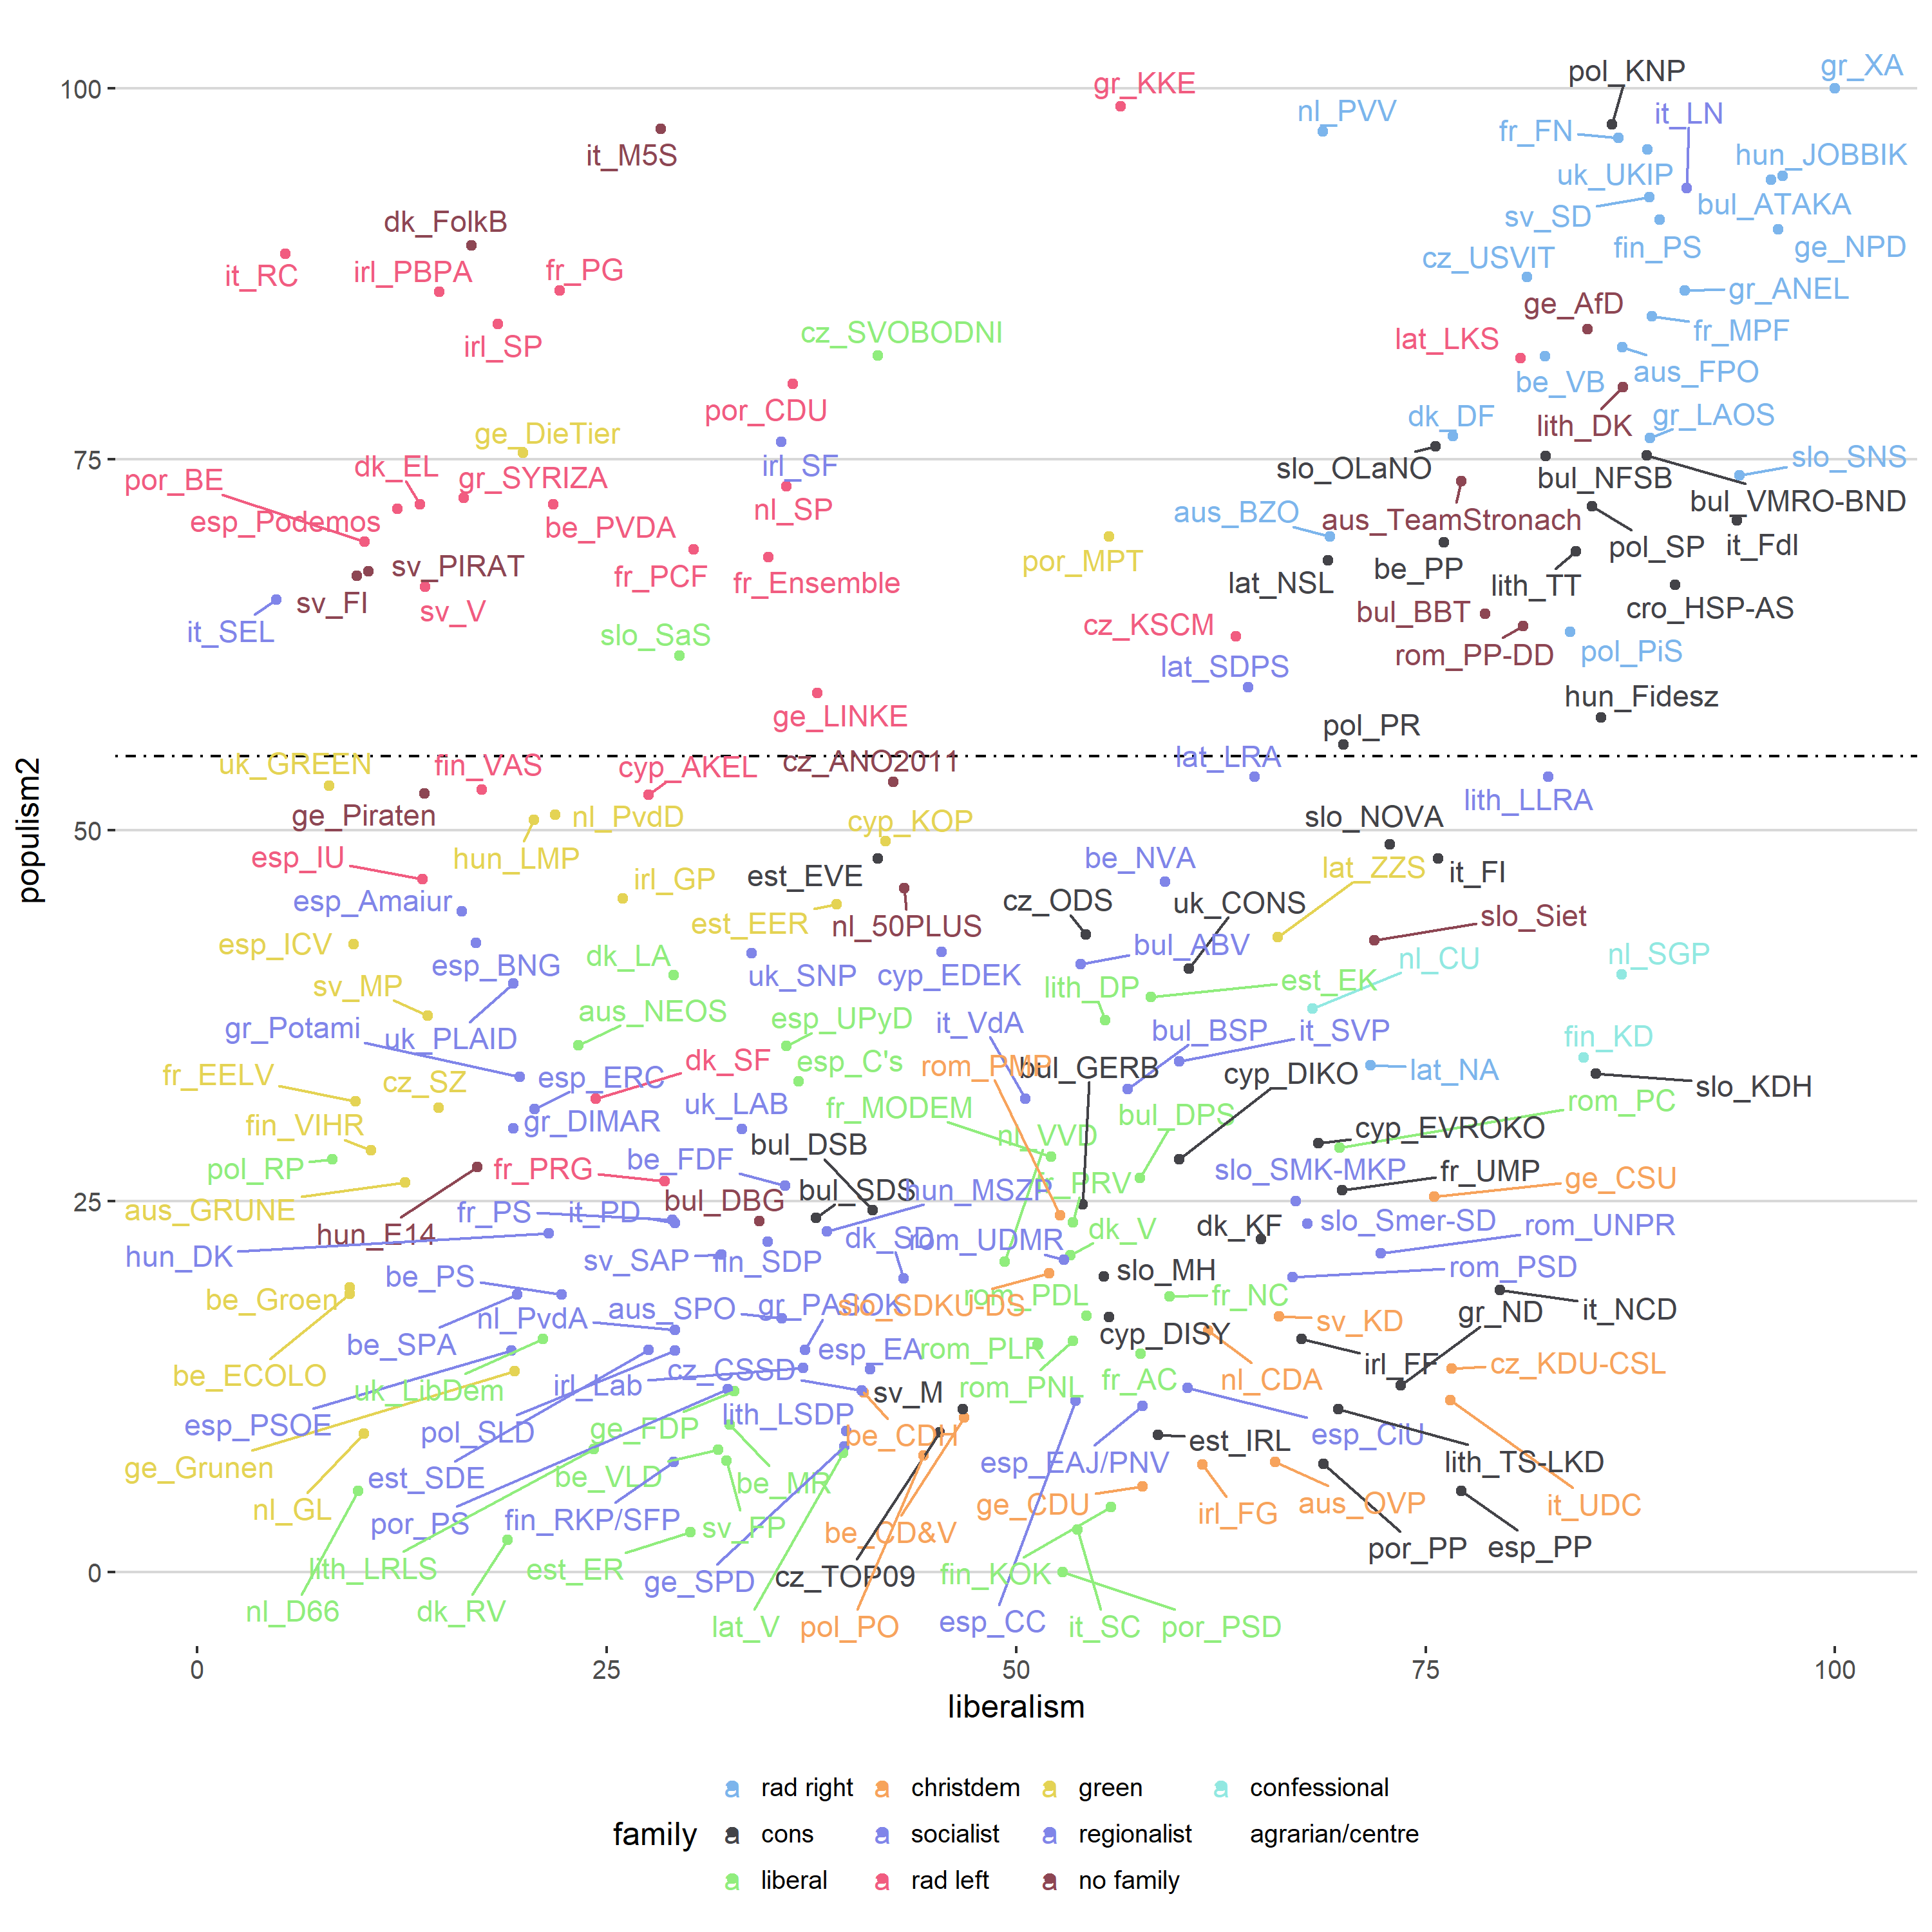 pol_KNP
gr_XA
100
gr_KKE
nl_PVV
it_LN
fr_FN
it_M5S
hun_JOBBIK
uk_UKIP
bul_ATAKA
sv_SD
dk_FolkB
fin_PS
ge_NPD
cz_USVIT
it_RC
irl_PBPA
fr_PG
gr_ANEL
ge_AfD
cz_SVOBODNI
fr_MPF
lat_LKS
irl_SP
be_VB
aus_FPO
por_CDU
dk_DF
gr_LAOS
lith_DK
ge_DieTier
75
slo_SNS
dk_EL
irl_SF
slo_OLaNO
por_BE
gr_SYRIZA
bul_NFSB
bul_VMRO-BND
nl_SP
aus_BZO
esp_Podemos
be_PVDA
aus_TeamStronach
pol_SP
it_FdI
por_MPT
sv_PIRAT
be_PP
fr_PCF
fr_Ensemble
lat_NSL
lith_TT
sv_FI
sv_V
bul_BBT
cro_HSP-AS
it_SEL
slo_SaS
cz_KSCM
rom_PP-DD
pol_PiS
lat_SDPS
hun_Fidesz
ge_LINKE
pol_PR
uk_GREEN
fin_VAS
cyp_AKEL
cz_ANO2011
lat_LRA
lith_LLRA
ge_Piraten
nl_PvdD
cyp_KOP
slo_NOVA
50
populism2
esp_IU
hun_LMP
be_NVA
lat_ZZS
it_FI
irl_GP
est_EVE
esp_Amaiur
cz_ODS
uk_CONS
slo_Siet
est_EER
nl_50PLUS
esp_ICV
bul_ABV
dk_LA
nl_CU
nl_SGP
esp_BNG
uk_SNP
cyp_EDEK
sv_MP
lith_DP
est_EK
aus_NEOS
esp_UPyD
it_VdA
gr_Potami
uk_PLAID
bul_BSP
it_SVP
fin_KD
dk_SF
esp_C's
rom_PMP
bul_GERB
fr_EELV
cz_SZ
esp_ERC
cyp_DIKO
lat_NA
slo_KDH
uk_LAB
fr_MODEM
rom_PC
bul_DPS
fin_VIHR
gr_DIMAR
nl_VVD
cyp_EVROKO
bul_DSB
pol_RP
fr_PRG
be_FDF
slo_SMK-MKP
fr_UMP
ge_CSU
25
bul_DBG
bul_SDS
hun_MSZP
fr_PRV
aus_GRUNE
fr_PS
it_PD
hun_E14
dk_KF
slo_Smer-SD
rom_UNPR
dk_V
dk_SD
rom_UDMR
hun_DK
sv_SAP
fin_SDP
be_PS
slo_MH
rom_PSD
be_Groen
aus_SPO
gr_PASOK
slo_SDKU-DS
rom_PDL
fr_NC
nl_PvdA
sv_KD
gr_ND
it_NCD
be_SPA
cyp_DISY
esp_EA
rom_PLR
irl_FF
cz_KDU-CSL
be_ECOLO
uk_LibDem
irl_Lab
cz_CSSD
sv_M
rom_PNL
fr_AC
nl_CDA
esp_PSOE
pol_SLD
ge_FDP
lith_LSDP
be_CDH
est_IRL
esp_CiU
ge_Grunen
est_SDE
be_VLD
be_MR
esp_EAJ/PNV
lith_TS-LKD
nl_GL
por_PS
fin_RKP/SFP
sv_FP
be_CD&V
ge_CDU
irl_FG
aus_OVP
it_UDC
por_PP
esp_PP
0
lith_LRLS
est_ER
ge_SPD
cz_TOP09
fin_KOK
nl_D66
dk_RV
lat_V
pol_PO
esp_CC
it_SC
por_PSD
0 25 50 75 100
liberalism
family
a rad right a christdem a green a confessional
a cons a socialist a regionalist agrarian/centre
a liberal a rad left a no family